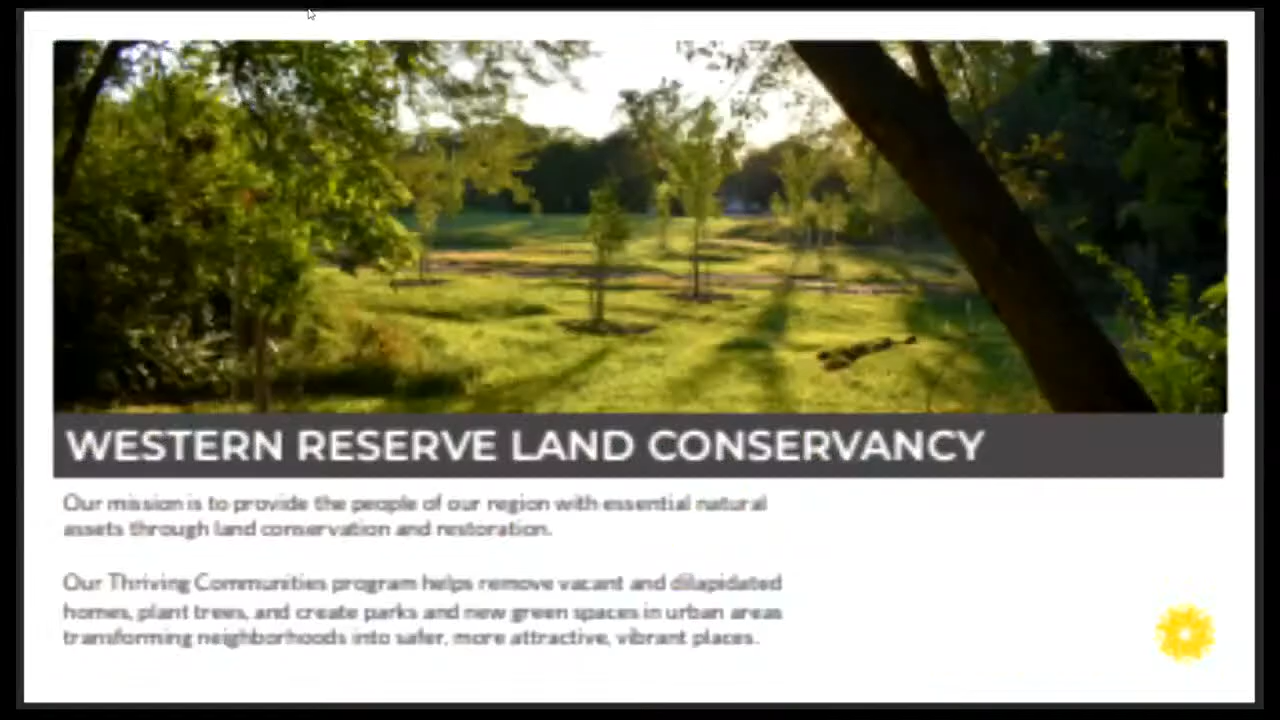 WESTERN RESERVE LAND CONSERVANCY
Our mission is to provide the people of our region with essential natural
assets through land conservation and restoration.
Our Thriving Communities program helps remove vacant and dilapidated
homes, plant trees, and create parks and new green spaces in urban areas
transforming neighborhoods into safer, more attractive, vibrant places.